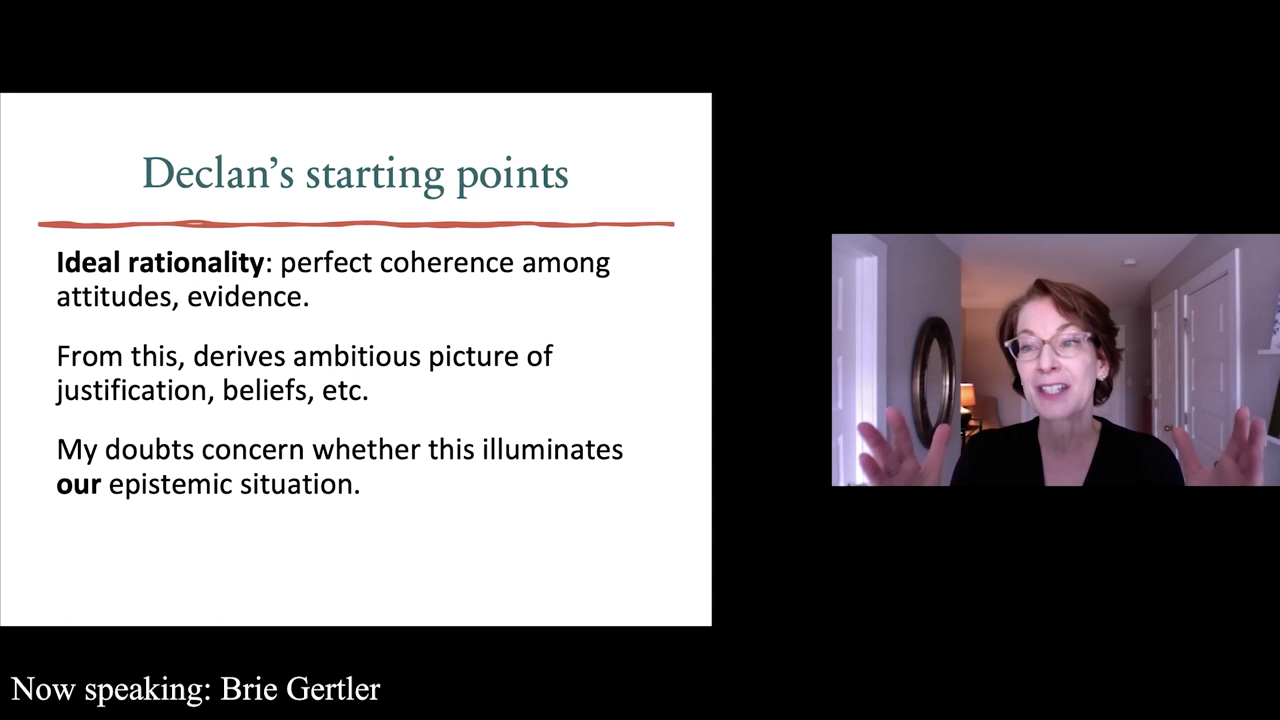 Declan’s starting points
Ideal rationality: perfect coherence among
attitudes, evidence.
From this, derives ambitious picture of
justification, beliefs, etc.
My doubts concern whether this illuminates
our epistemic situation.
Now speaking: Brie Gertler